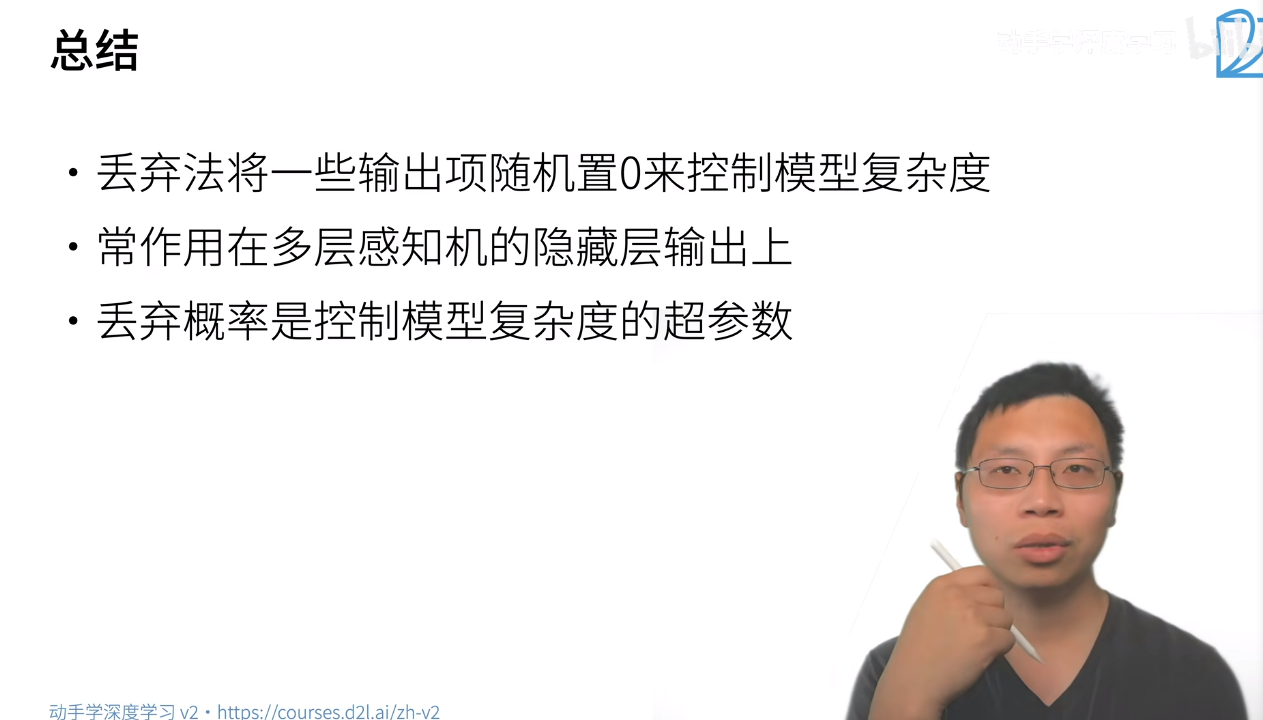 总结
动手学深度学习
bilibili
• 丢弃法将一些输出项随机置0来控制模型复杂度
• 常作用在多层感知机的隐藏层输出上
• 丢弃概率是控制模型复杂度的超参数
动手学深度学习 v2 • https://courses.d2l.ai/zh-v2